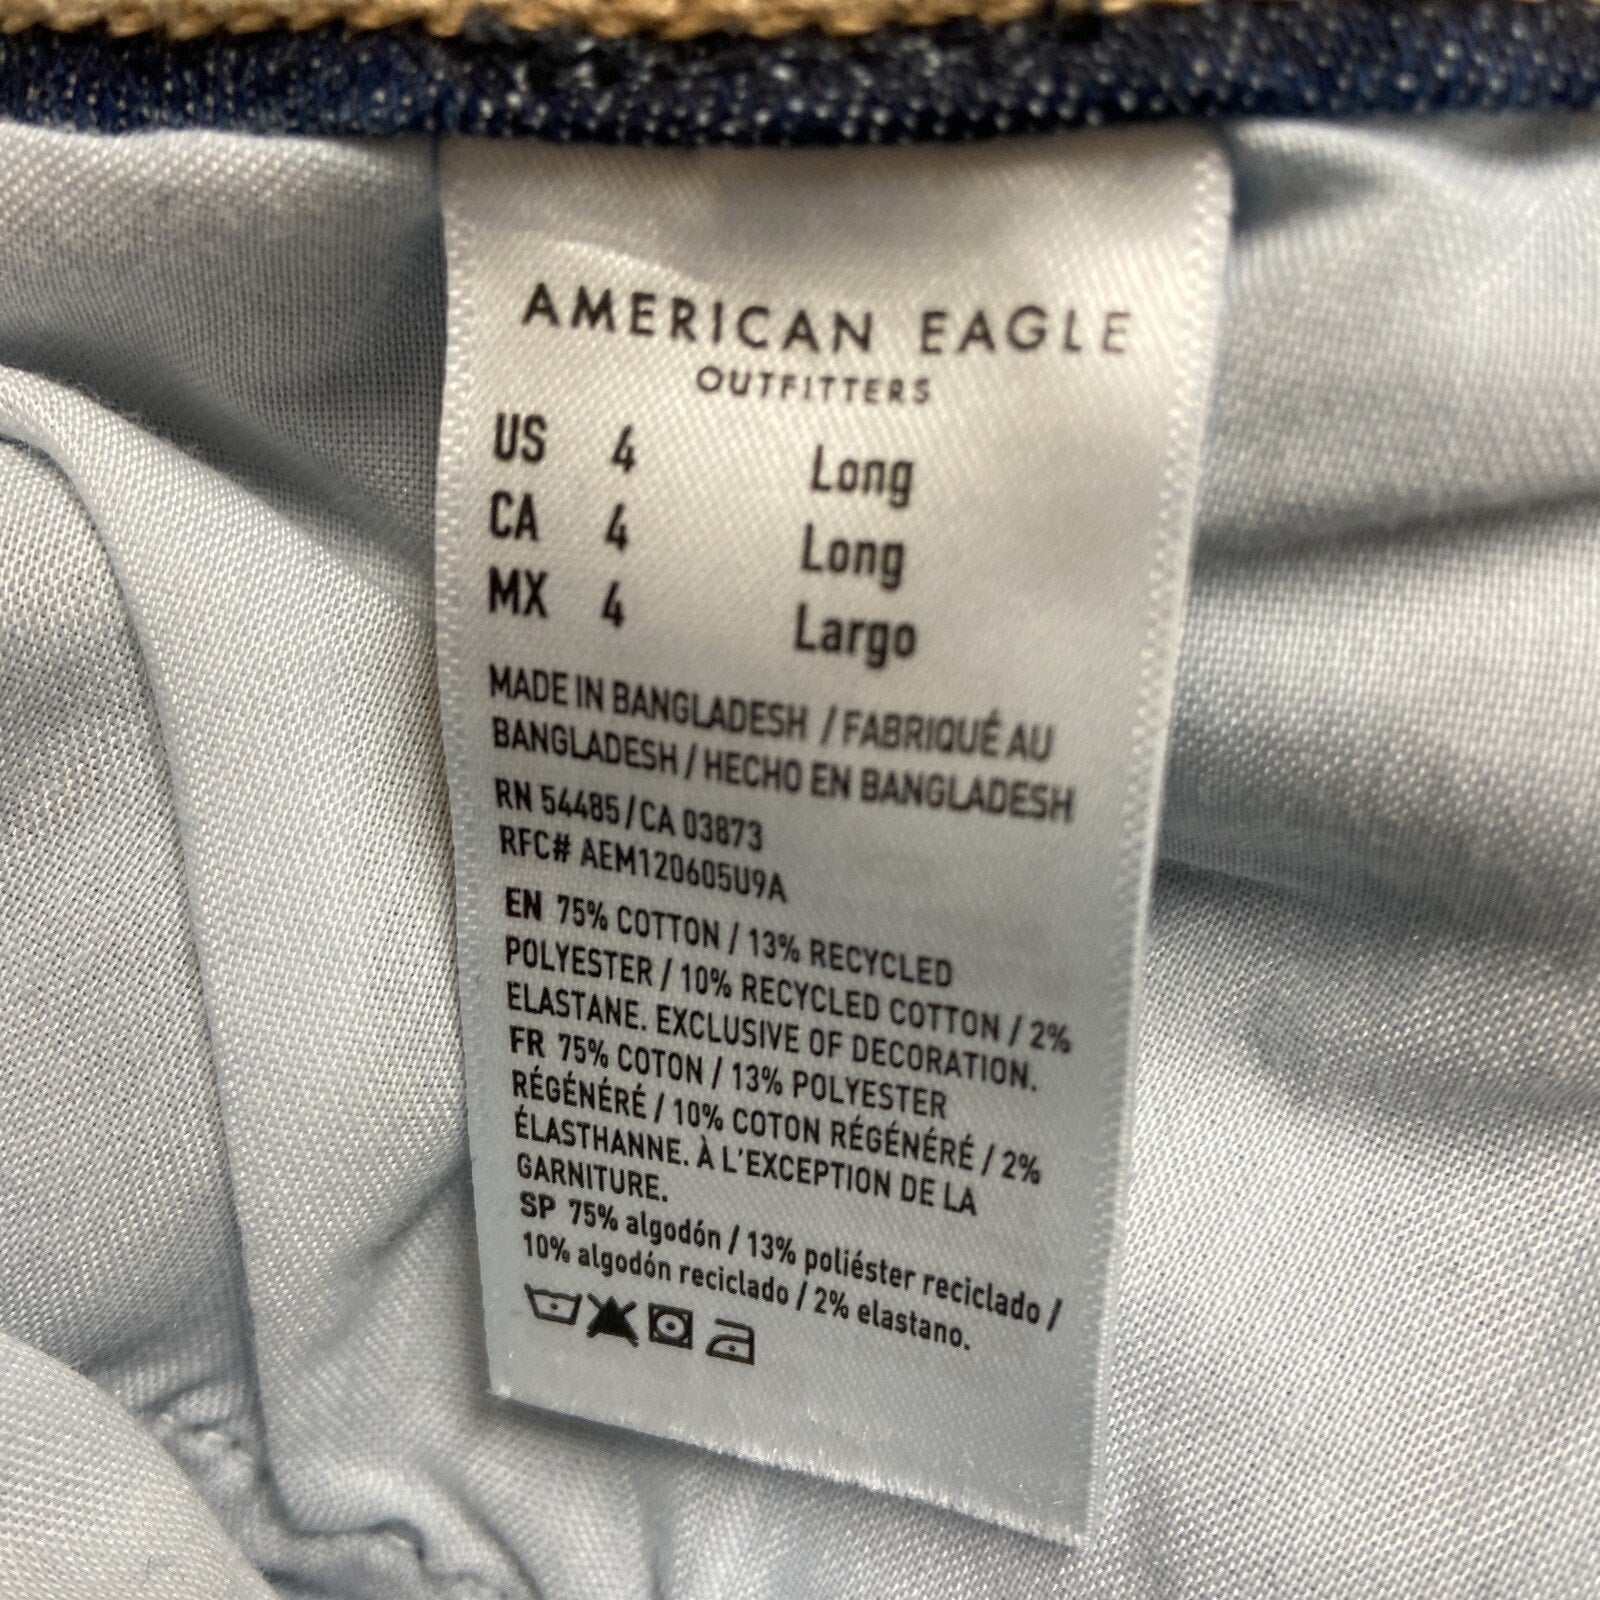 AMERICAN EAGLE
OUTFITTERS
US 4 Long
CA 4 Long
MX 4 Largo
MADE IN BANGLADESH / FABRIQUÉ AU
BANGLADESH / HECHO EN BANGLADESH
RN 54485 / CA 03873
RFC# AEM120605U9A
EN 75% COTTON / 13% RECYCLED
POLYESTER / 10% RECYCLED COTTON / 2%
ELASTANE. EXCLUSIVE OF DECORATION.
FR 75% COTON / 13% POLYESTER
RÉGÉNÉRÉ / 10% COTON RÉGÉNÉRÉ / 2%
ÉLASTHANNE. À L'EXCEPTION DE LA
GARNITURE.
SP 75% algodón / 13% poliéster reciclado /
10% algodón reciclado / 2% elastano.